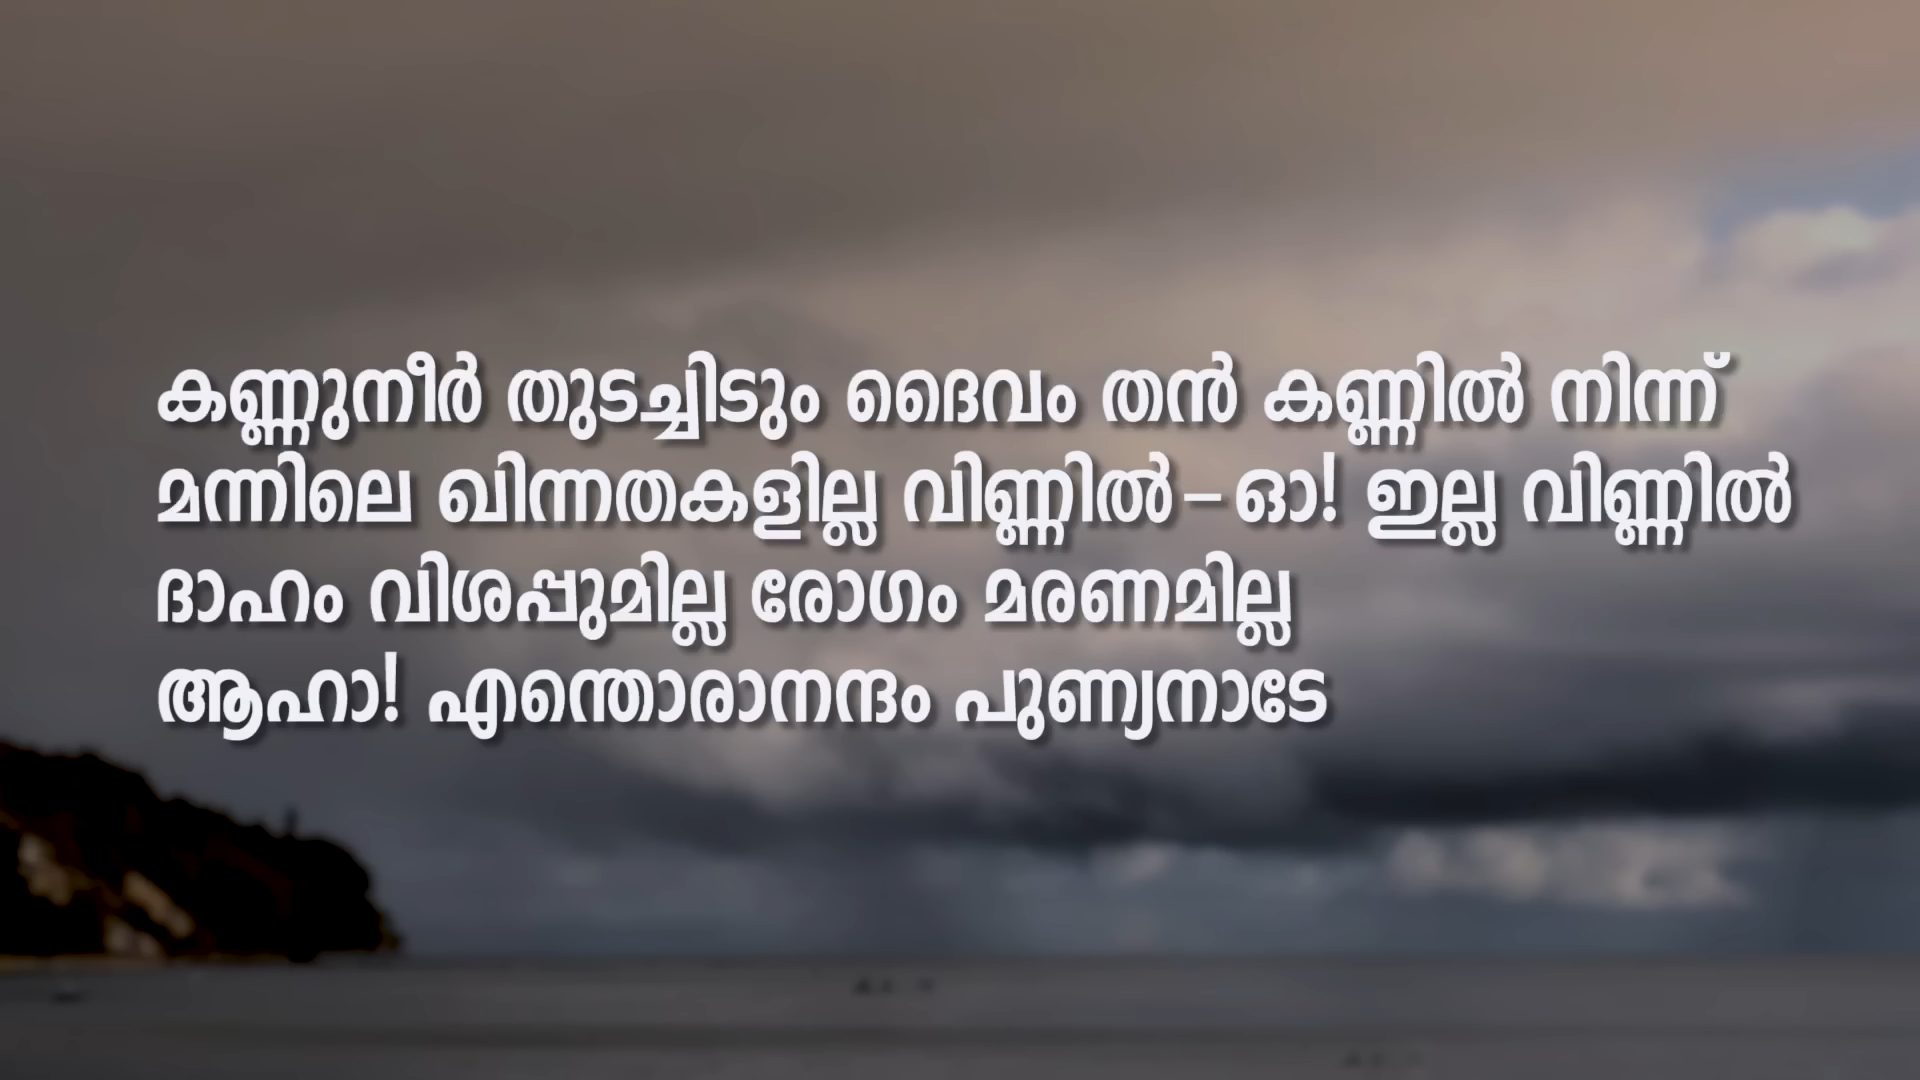 കണ്ണുനീർ തുടച്ചിടും ദൈവം തൻ കണ്ണിൽ നിന്ന്
മന്നിലെ ഖിന്നതകളില്ല വിണ്ണിൽ-ഓ! ഇല്ല വിണ്ണിൽ
ദാഹം വിശപ്പുമില്ല രോഗം മരണമില്ല
ആഹാ! എന്തൊരാനന്ദം പുണ്യനാടേ